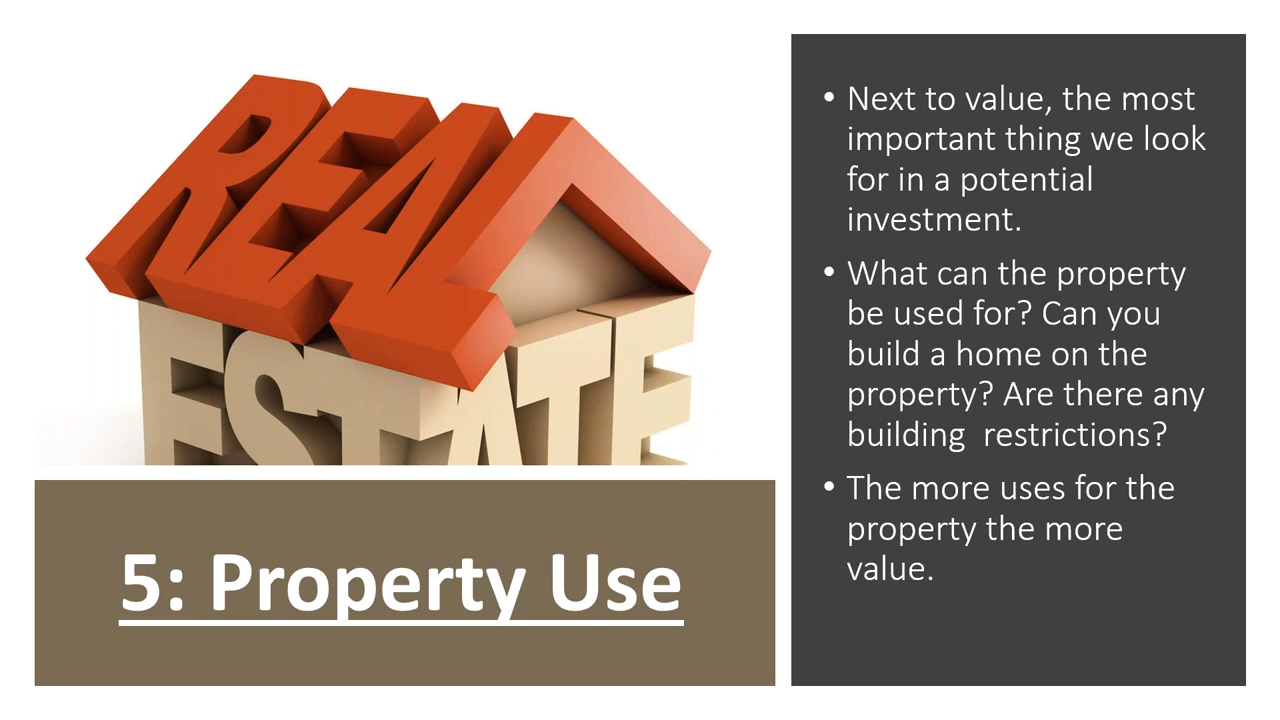 REAL
ESTATE
5: Property Use
• Next to value, the most
important thing we look
for in a potential
investment.
• What can the property
be used for? Can you
build a home on the
property? Are there any
building  restrictions?
• The more uses for the
property the more
value.